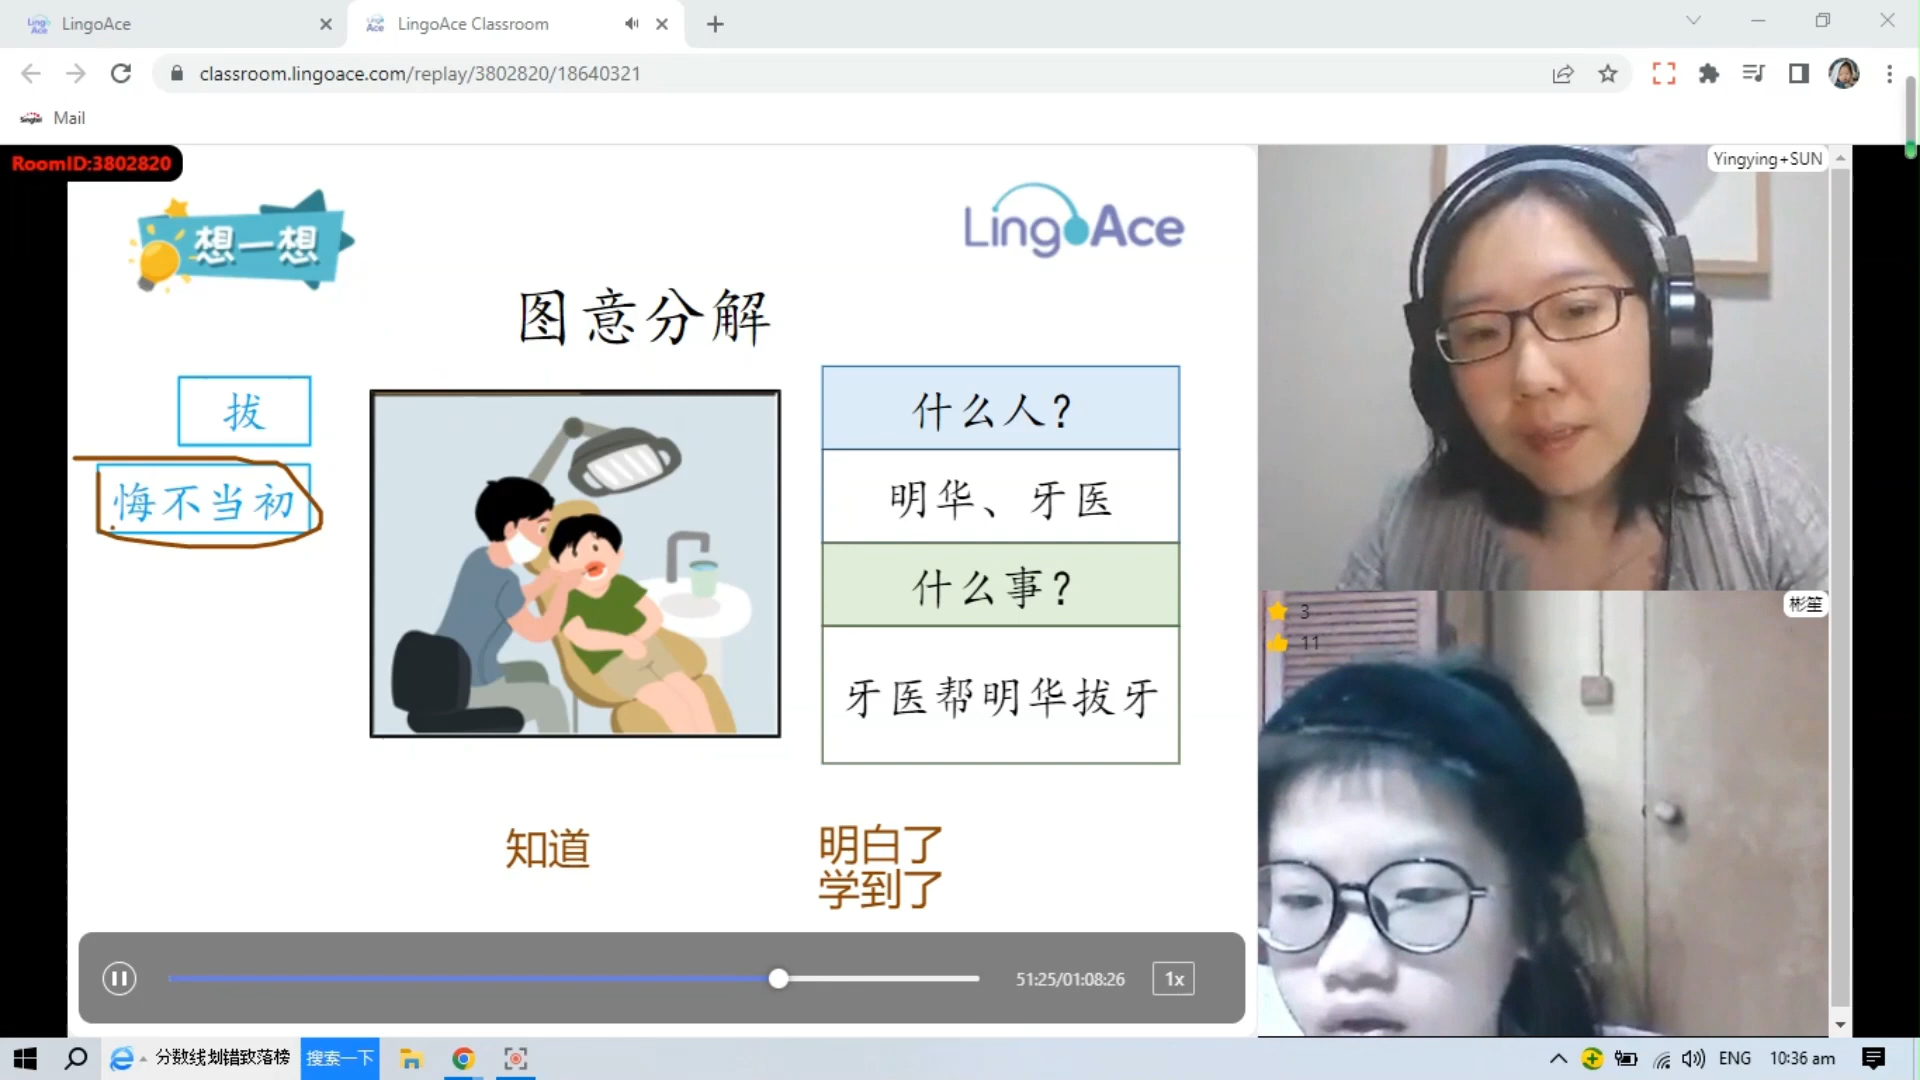 LingoAce
LingoAce Classroom
classroom.lingoace.com/replay/3802820/18640321
Singtel Mail
RoomID:3802820
想一想
LingoAce
图意分解
拔
悔不当初
什么人?
明华、牙医
什么事?
牙医帮明华拔牙
知道
明白了
学到了
51:25/01:08:26
1x
Yingying+SUN
彬笙
3
11
分数线划错致落榜
搜索一下
ENG
10:36 am